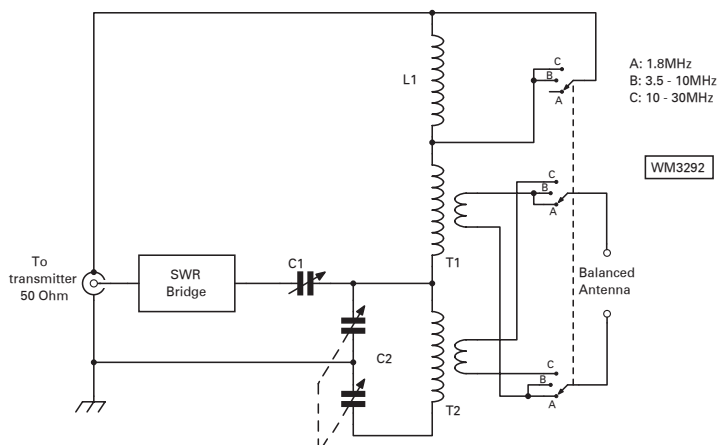 L1
C
B
A
A: 1.8MHz
B: 3.5 - 10MHz
C: 10 - 30MHz
WM3292
C
B
A
T1
To
transmitter
50 Ohm
SWR
Bridge
C1
Balanced
Antenna
C2
C
B
A
T2